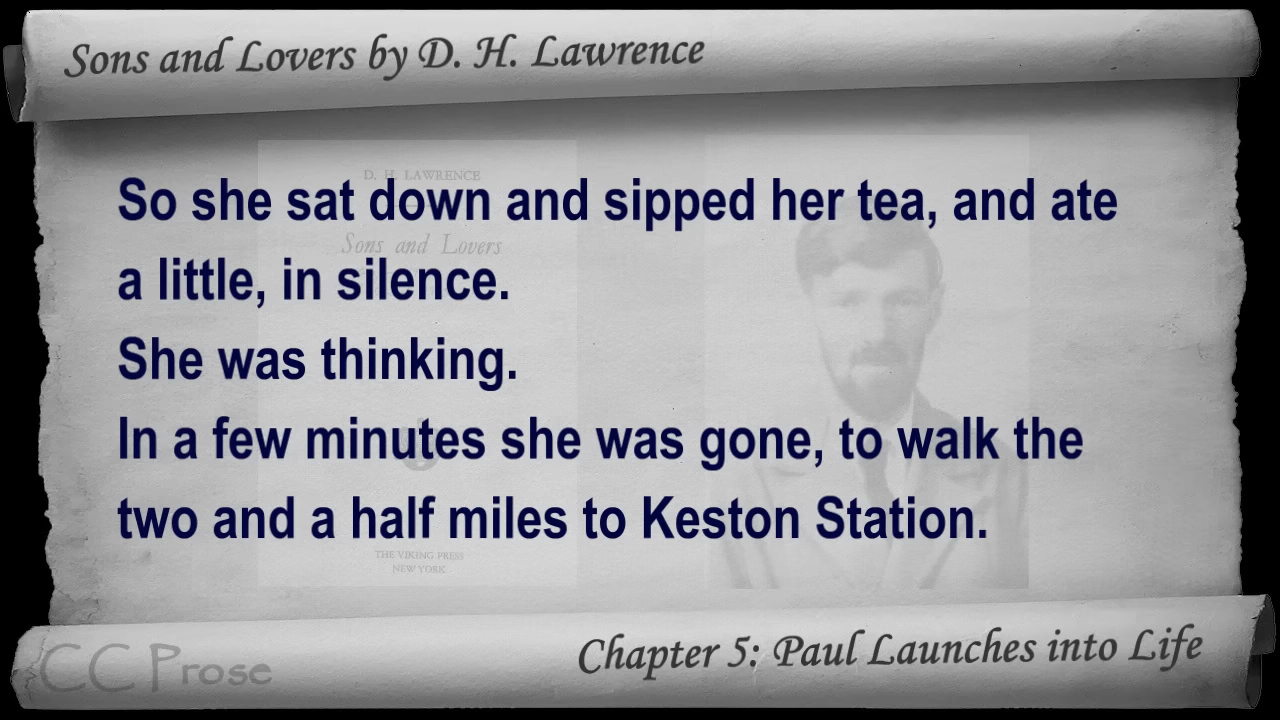 Sons and Lovers by D. H. Lawrence
D. H. LAWRENCE
So she sat down and sipped her tea, and ate
Sons and Lovers
a little, in silence.
She was thinking.
In a few minutes she was gone, to walk the
two and a half miles to Keston Station.
THE VIKING PRESS
NEW YORK
Chapter 5: Paul Launches into Life
CC Prose